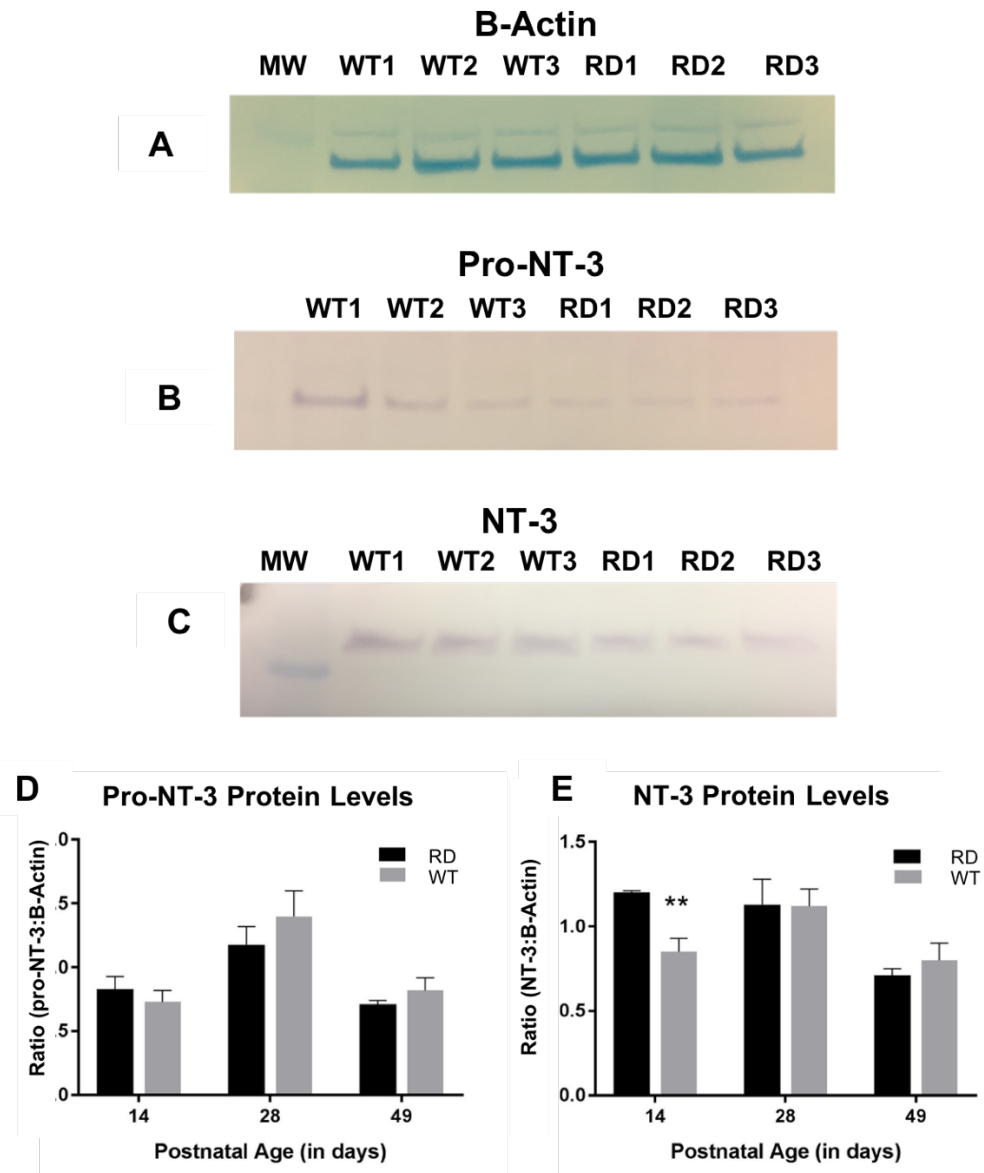 B-Actin
MW WT1 WT2 WT3 RD1 RD2 RD3
A
Pro-NT-3
WT1 WT2 WT3 RD1 RD2 RD3
B
NT-3
MW WT1 WT2 WT3 RD1 RD2 RD3
C
D
Pro-NT-3 Protein Levels
Ratio (pro-NT-3:B-Actin)
.0
.5
.0
.5
.0
RD
WT
14 28 49
Postnatal Age (in days)
E
NT-3 Protein Levels
Ratio (NT-3:B-Actin)
1.5
1.0
0.5
0.0
RD
WT
**
14 28 49
Postnatal Age (in days)